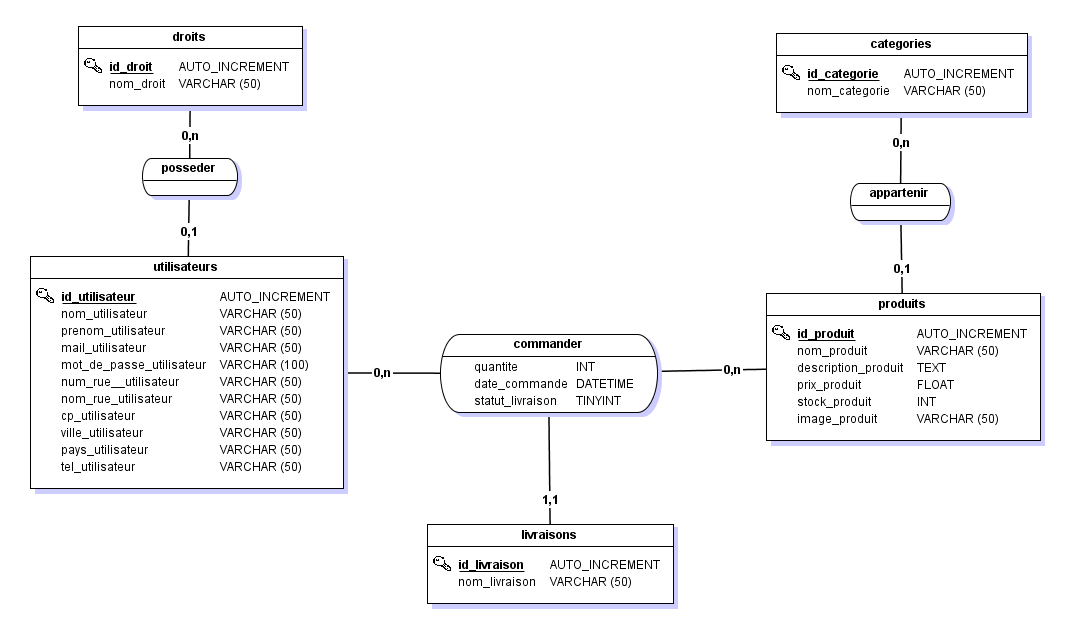 droits
id_droit AUTO_INCREMENT
nom_droit VARCHAR (50)
0,n
posseder
0,1
utilisateurs
id_utilisateur AUTO_INCREMENT
nom_utilisateur VARCHAR (50)
prenom_utilisateur VARCHAR (50)
mail_utilisateur VARCHAR (50)
mot_de_passe_utilisateur VARCHAR (100)
num_rue__utilisateur VARCHAR (50)
nom_rue_utilisateur VARCHAR (50)
cp_utilisateur VARCHAR (50)
ville_utilisateur VARCHAR (50)
pays_utilisateur VARCHAR (50)
tel_utilisateur VARCHAR (50)
0,n
commander
quantite INT
date_commande DATETIME
statut_livraison TINYINT
1,1
livraisons
id_livraison AUTO_INCREMENT
nom_livraison VARCHAR (50)
0,n
categories
id_categorie AUTO_INCREMENT
nom_categorie VARCHAR (50)
0,n
appartenir
0,1
produits
id_produit AUTO_INCREMENT
nom_produit VARCHAR (50)
description_produit TEXT
prix_produit FLOAT
stock_produit INT
image_produit VARCHAR (50)